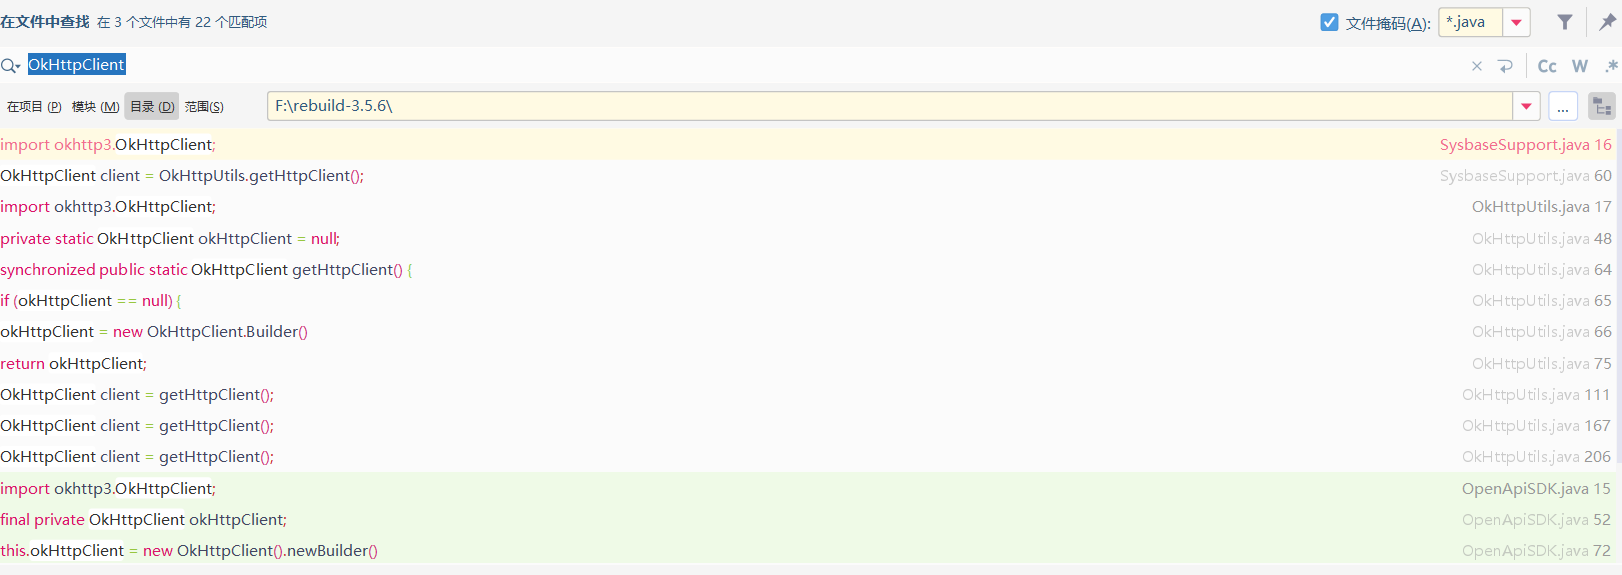 在文件中查找 在 3 个文件中有 22 个匹配项 文件掩码(A): *.java
OkHttpClient Cc W .*
在项目 (P) 模块 (M) 目录 (D) 范围(S) F:\rebuild-3.5.6\ ...
import okhttp3.OkHttpClient; SysbaseSupport.java 16
OkHttpClient client = OkHttpUtils.getHttpClient(); SysbaseSupport.java 60
import okhttp3.OkHttpClient; OkHttpUtils.java 17
private static OkHttpClient okHttpClient = null; OkHttpUtils.java 48
synchronized public static OkHttpClient getHttpClient() { OkHttpUtils.java 64
if (okHttpClient == null) { OkHttpUtils.java 65
okHttpClient = new OkHttpClient.Builder() OkHttpUtils.java 66
return okHttpClient; OkHttpUtils.java 75
OkHttpClient client = getHttpClient(); OkHttpUtils.java 111
OkHttpClient client = getHttpClient(); OkHttpUtils.java 167
OkHttpClient client = getHttpClient(); OkHttpUtils.java 206
import okhttp3.OkHttpClient; OpenApiSDK.java 15
final private OkHttpClient okHttpClient; OpenApiSDK.java 52
this.okHttpClient = new OkHttpClient().newBuilder() OpenApiSDK.java 72